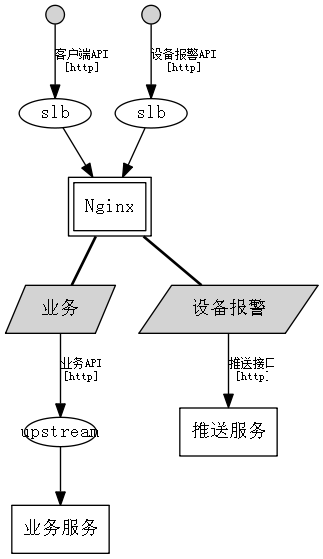 客户端API
[http]
设备报警API
[http]
slb
slb
Nginx
业务
设备报警
业务API
[http]
推送接口
[http]
upstream
推送服务
业务服务